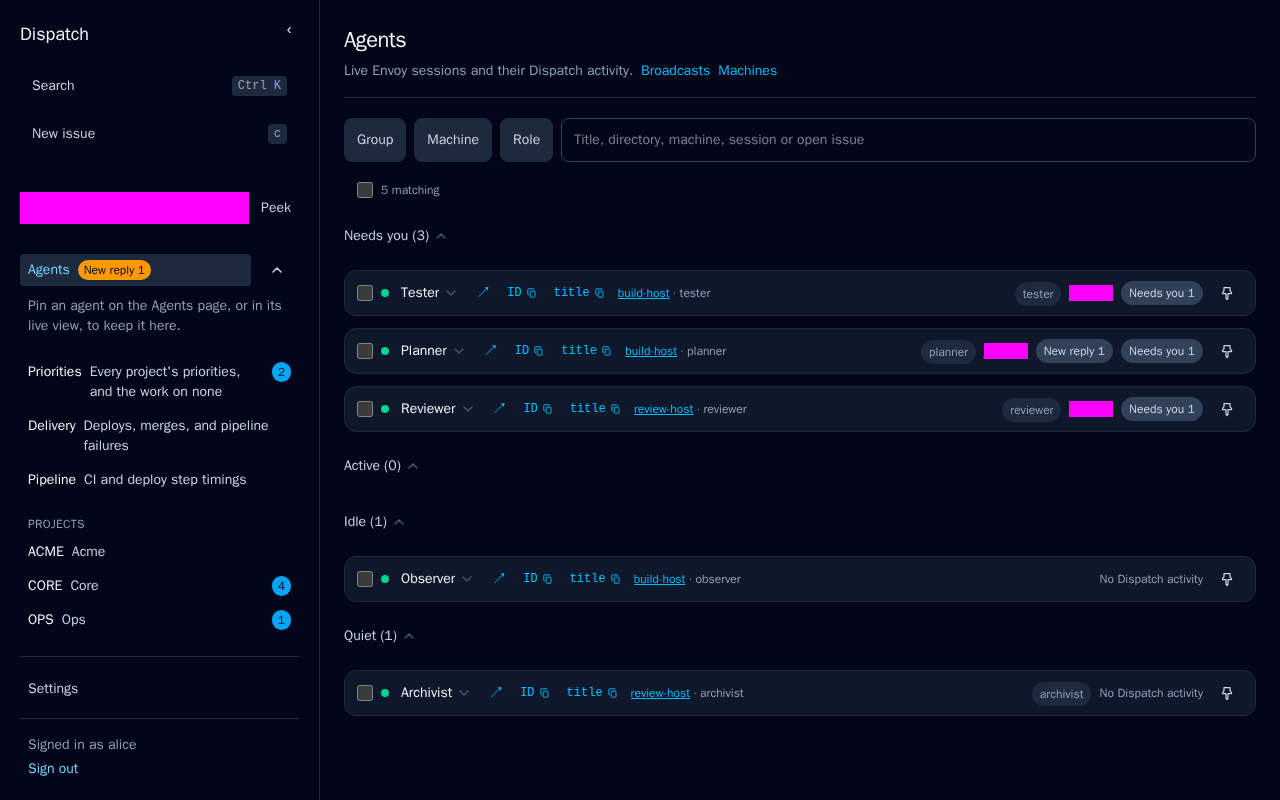 Dispatch
Search Ctrl K
New issue C
Peek
Agents New reply 1
Pin an agent on the Agents page, or in its
live view, to keep it here.
Priorities Every project's priorities,
and the work on none 2
Delivery Deploys, merges, and pipeline
failures
Pipeline CI and deploy step timings
PROJECTS
ACME Acme
CORE Core 4
OPS Ops 1
Settings
Signed in as alice
Sign out
Agents
Live Envoy sessions and their Dispatch activity. Broadcasts Machines
Group Machine Role Title, directory, machine, session or open issue
5 matching
Needs you (3)
Tester ID title build-host · tester tester Needs you 1
Planner ID title build-host · planner planner New reply 1 Needs you 1
Reviewer ID title review-host · reviewer reviewer Needs you 1
Active (0)
Idle (1)
Observer ID title build-host · observer No Dispatch activity
Quiet (1)
Archivist ID title review-host · archivist archivist No Dispatch activity